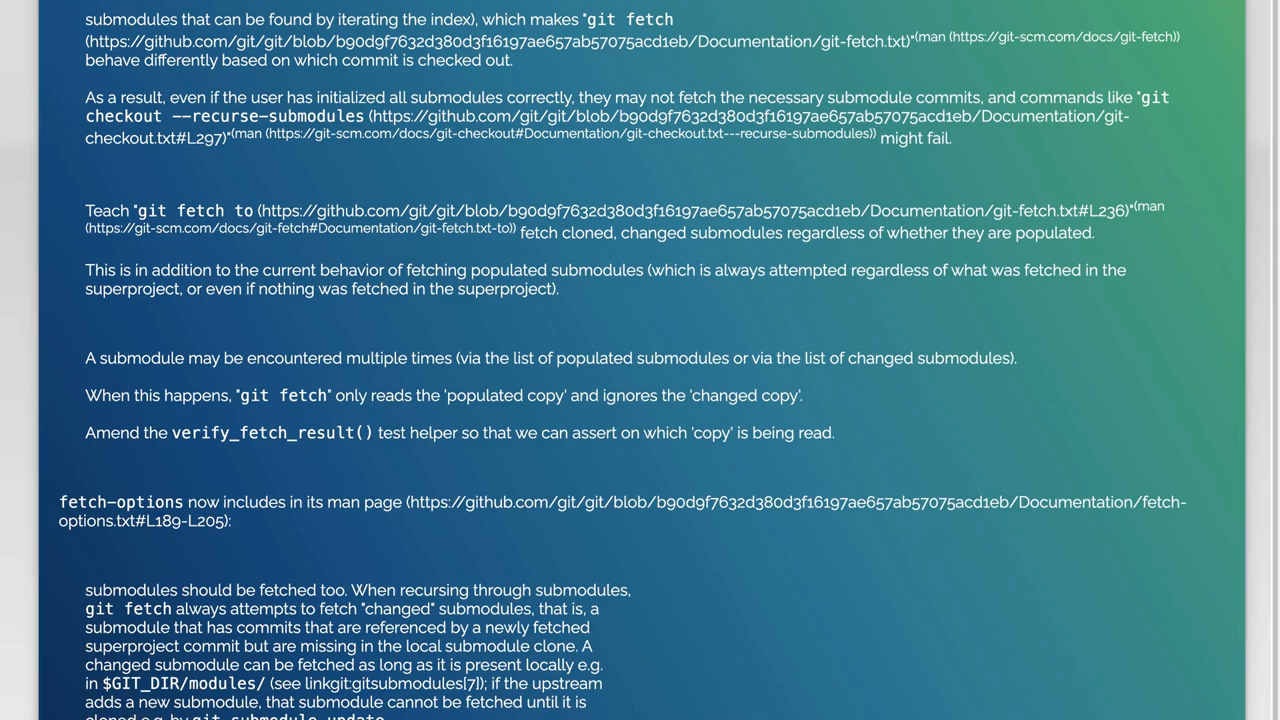 submodules that can be found by iterating the index), which makes "git fetch
(https://github.com/git/git/blob/b90d9f7632d380d3f16197ae657ab57075acd1eb/Documentation/git-fetch.txt)"(man (https://git-scm.com/docs/git-fetch))
behave differently based on which commit is checked out.
As a result, even if the user has initialized all submodules correctly, they may not fetch the necessary submodule commits, and commands like "git
checkout --recurse-submodules (https://github.com/git/git/blob/b90d9f7632d380d3f16197ae657ab57075acd1eb/Documentation/git-
checkout.txt#L297)"(man (https://git-scm.com/docs/git-checkout#Documentation/git-checkout.txt---recurse-submodules)) might fail.
Teach "git fetch to (https://github.com/git/git/blob/b90d9f7632d380d3f16197ae657ab57075acd1eb/Documentation/git-fetch.txt#L236)"(man
(https://git-scm.com/docs/git-fetch#Documentation/git-fetch.txt-to)) fetch cloned, changed submodules regardless of whether they are populated.
This is in addition to the current behavior of fetching populated submodules (which is always attempted regardless of what was fetched in the
superproject, or even if nothing was fetched in the superproject).
A submodule may be encountered multiple times (via the list of populated submodules or via the list of changed submodules).
When this happens, "git fetch" only reads the 'populated copy' and ignores the 'changed copy'.
Amend the verify_fetch_result() test helper so that we can assert on which 'copy' is being read.
fetch-options now includes in its man page (https://github.com/git/git/blob/b90d9f7632d380d3f16197ae657ab57075acd1eb/Documentation/fetch-
options.txt#L189-L205):
submodules should be fetched too. When recursing through submodules,
git fetch always attempts to fetch "changed" submodules, that is, a
submodule that has commits that are referenced by a newly fetched
superproject commit but are missing in the local submodule clone. A
changed submodule can be fetched as long as it is present locally e.g.
in $GIT_DIR/modules/ (see linkgit:gitsubmodules[7]); if the upstream
adds a new submodule, that submodule cannot be fetched until it is
cloned e.g. by git submodule update.